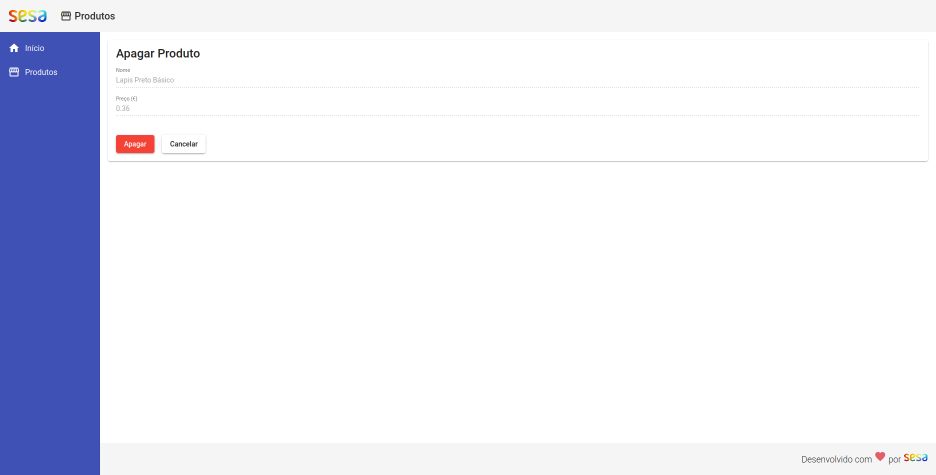 sesa
Produtos
Início
Produtos
Apagar Produto
Nome
Lapis Preto Básico
Preço (€)
0.36
Apagar
Cancelar
Desenvolvido com por sesa